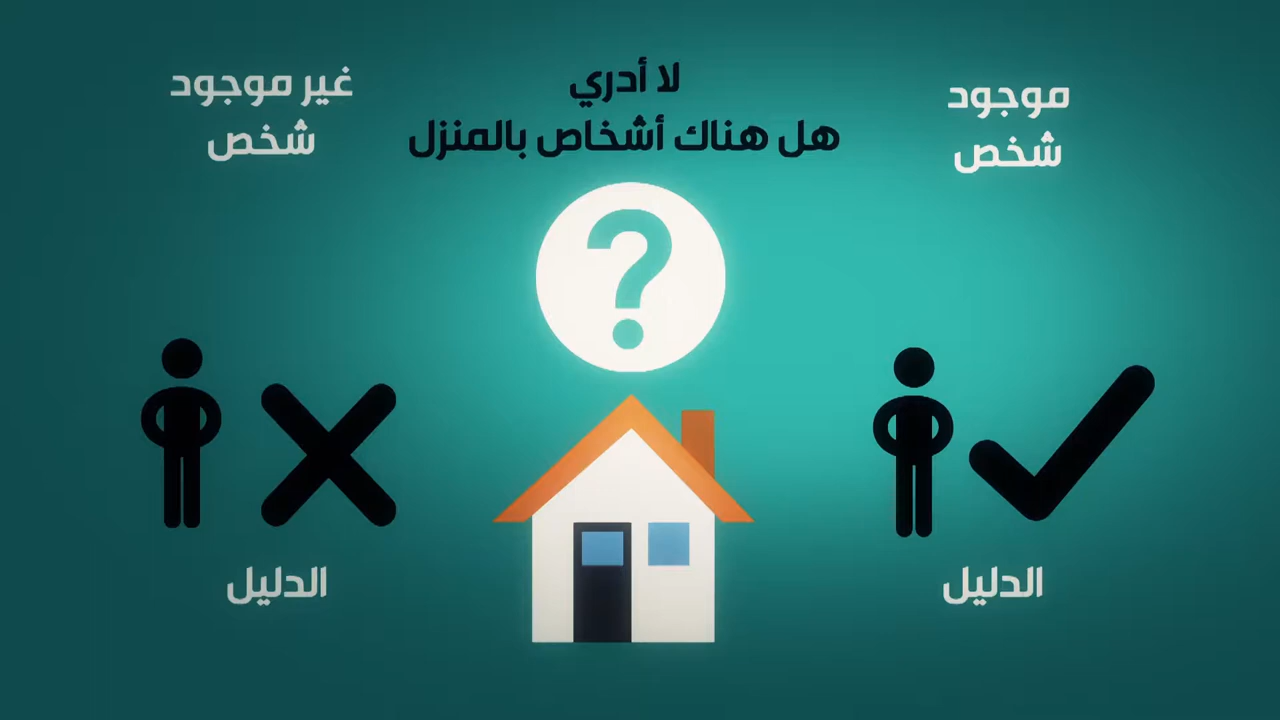 موجود
شخص
لا أدري
هل هناك أشخاص بالمنزل
غير موجود
شخص
?
الدليل
الدليل